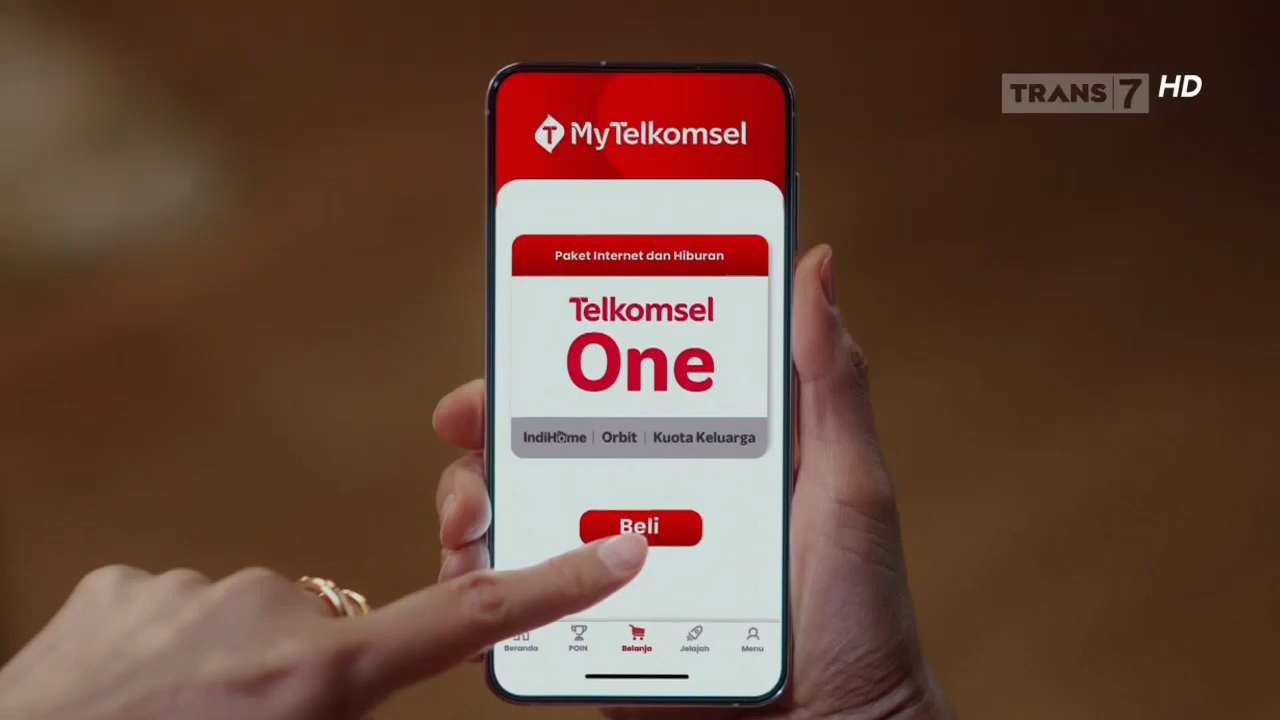 TRANS 7 HD
MyTelkomsel
Paket Internet dan Hiburan
Telkomsel
One
IndiHome | Orbit | Kuota Keluarga
Beli
Beranda POIN Belanja Jelajah Menu